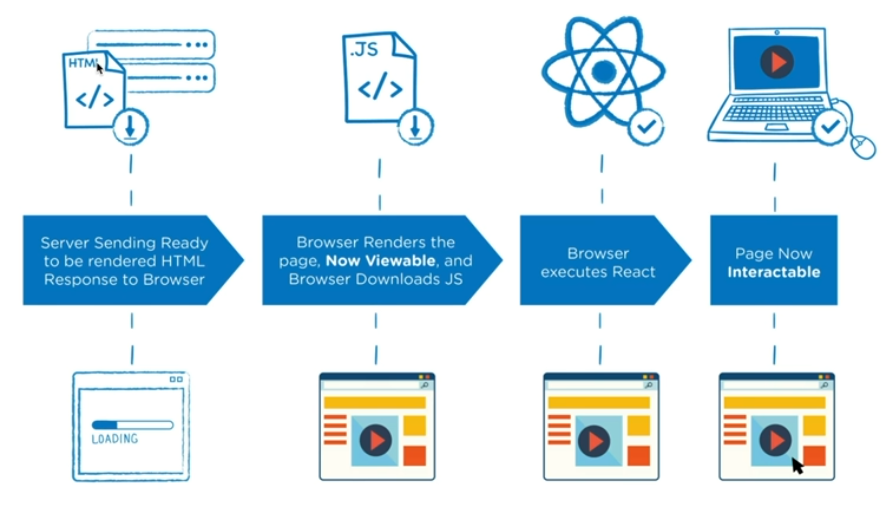 HTML
</>
.JS
</>
Server Sending Ready
to be rendered HTML
Response to Browser
Browser Renders the
page, Now Viewable, and
Browser Downloads JS
Browser
executes React
Page Now
Interactable
LOADING